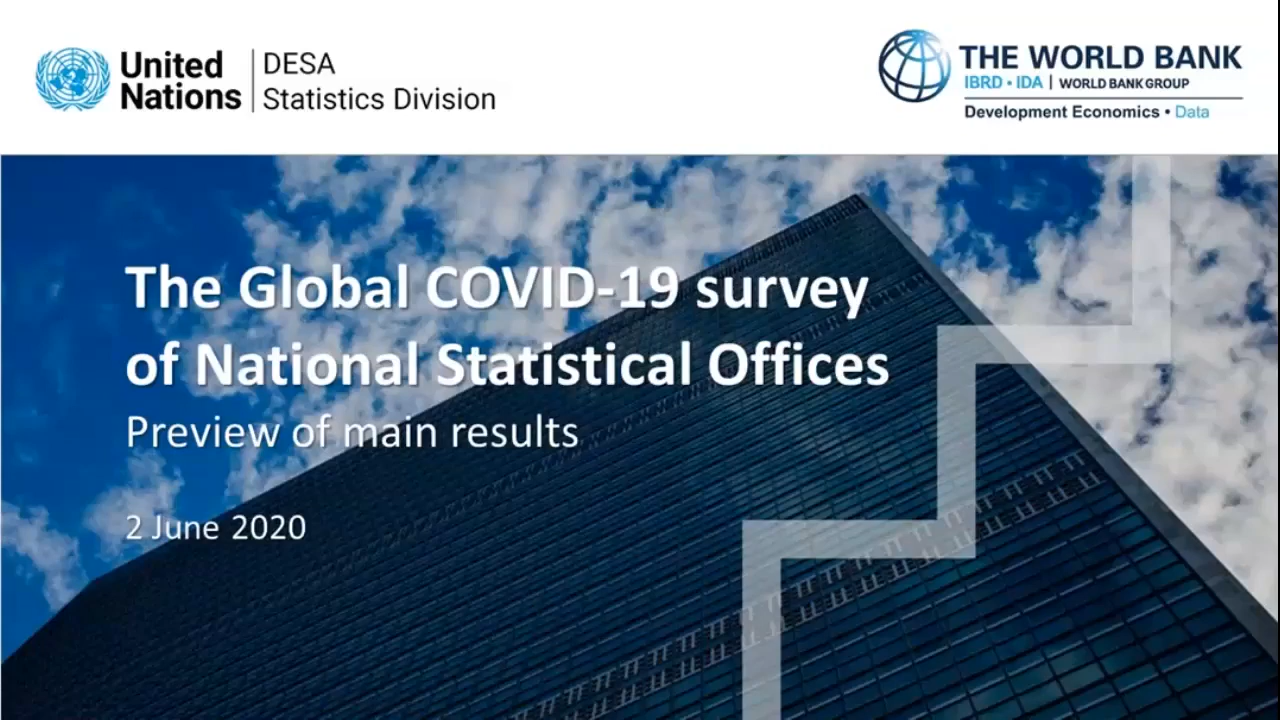 United
Nations
DESA
Statistics Division
THE WORLD BANK
IBRD • IDA | WORLD BANK GROUP
Development Economics • Data
The Global COVID-19 survey
of National Statistical Offices
Preview of main results
2 June 2020